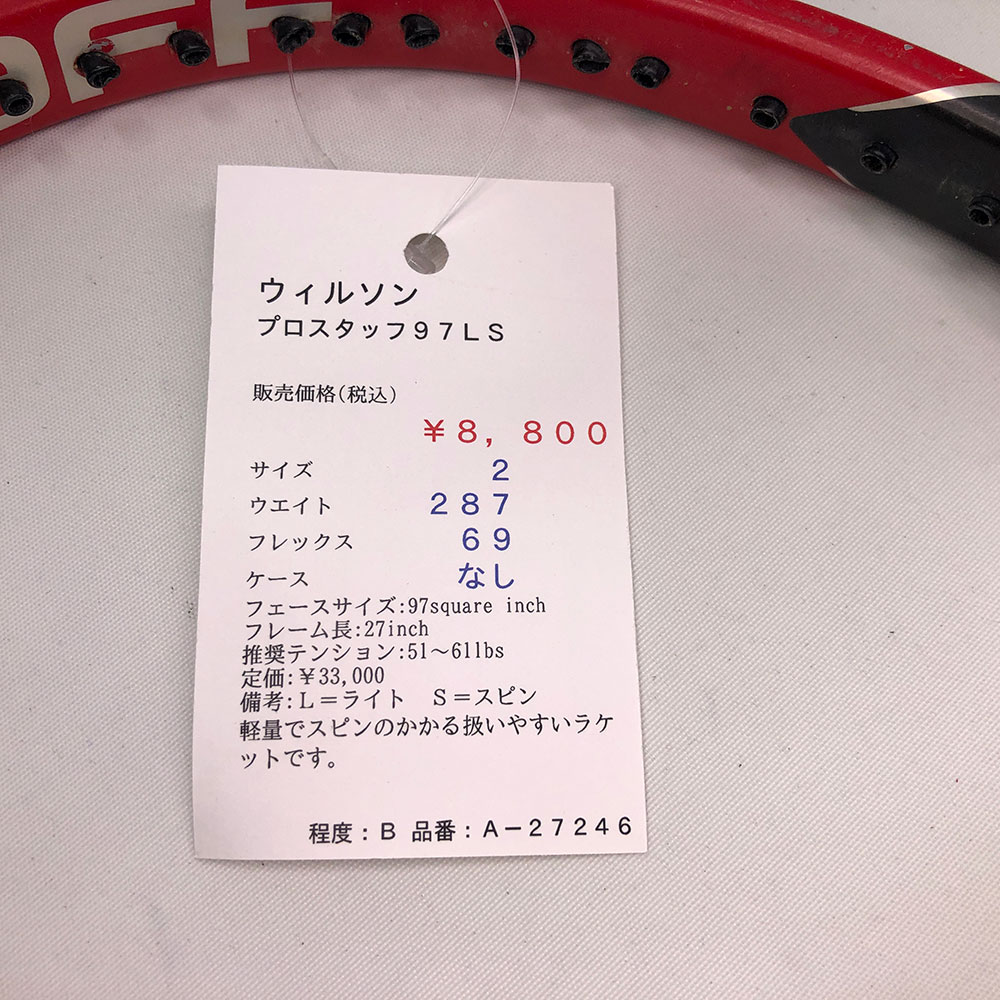 ウィルソン
プロスタッフ９７ＬＳ
販売価格(税込)
￥８，８００
サイズ ２
ウエイト ２８７
フレックス ６９
ケース なし
フェースサイズ:97square inch
フレーム長:27inch
推奨テンション:51～61lbs
定価:￥33,000
備考:Ｌ＝ライト　Ｓ＝スピン
軽量でスピンのかかる扱いやすいラケ
ットです。
程度：Ｂ 品番：Ａ－２７２４６